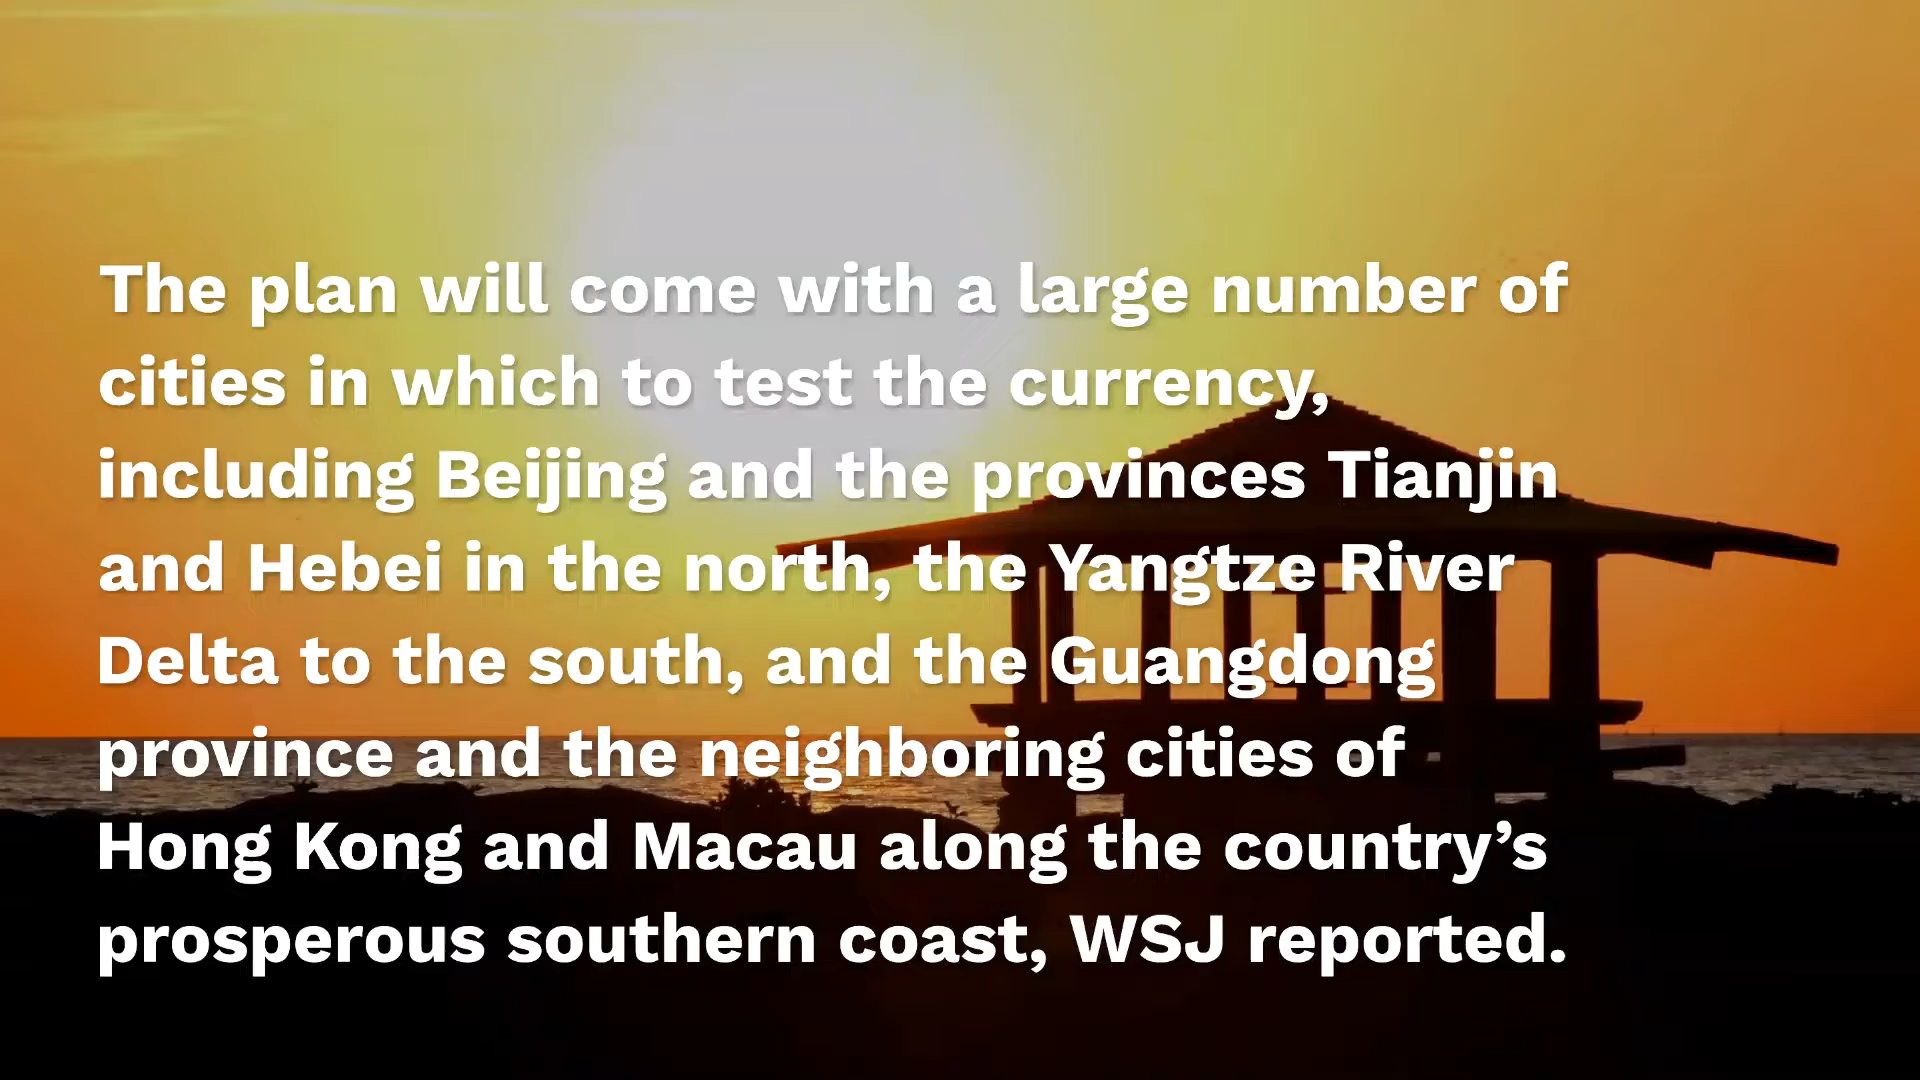 The plan will come with a large number of
cities in which to test the currency,
including Beijing and the provinces Tianjin
and Hebei in the north, the Yangtze River
Delta to the south, and the Guangdong
province and the neighboring cities of
Hong Kong and Macau along the country’s
prosperous southern coast, WSJ reported.